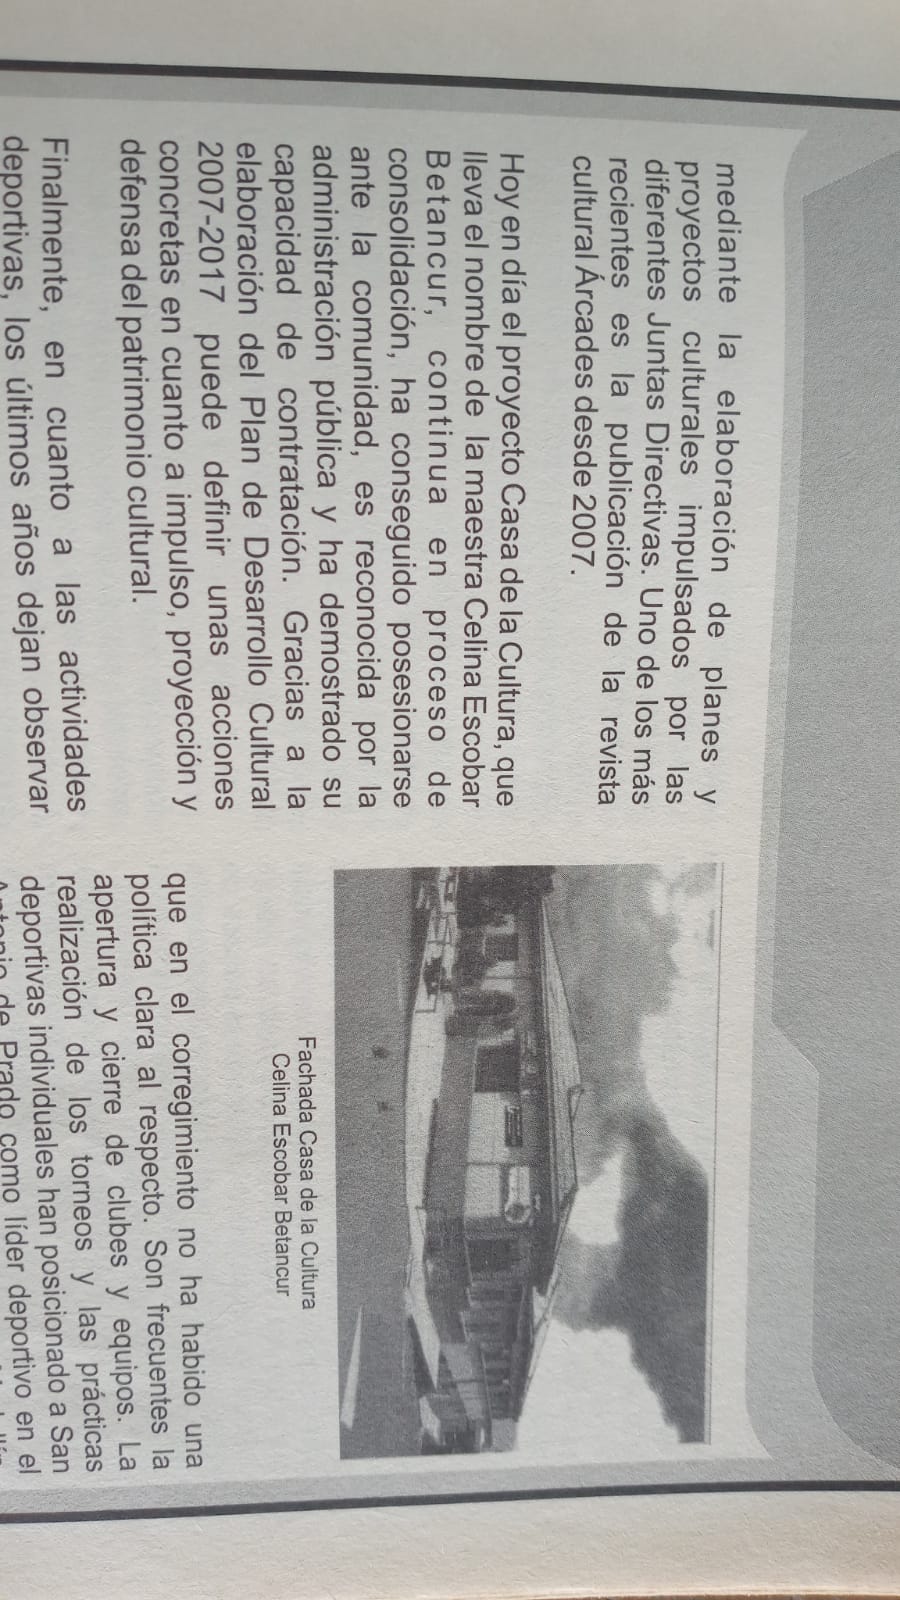 mediante la elaboración de planes y
proyectos culturales impulsados por las
diferentes Juntas Directivas. Uno de los más
recientes es la publicación de la revista
cultural Árcades desde 2007.
Hoy en día el proyecto Casa de la Cultura, que
lleva el nombre de la maestra Celina Escobar
Betancur, continua en proceso de
consolidación, ha conseguido posesionarse
ante la comunidad, es reconocida por la
administración pública y ha demostrado su
capacidad de contratación. Gracias a la
elaboración del Plan de Desarrollo Cultural
2007-2017 puede definir unas acciones
concretas en cuanto a impulso, proyección y
defensa del patrimonio cultural.
Finalmente, en cuanto a las actividades
deportivas, los últimos años dejan observar
Fachada Casa de la Cultura
Celina Escobar Betancur
que en el corregimiento no ha habido una
política clara al respecto. Son frecuentes la
apertura y cierre de clubes y equipos. La
realización de los torneos y las prácticas
deportivas individuales han posicionado a San
Antonio de Prado como líder deportivo en el